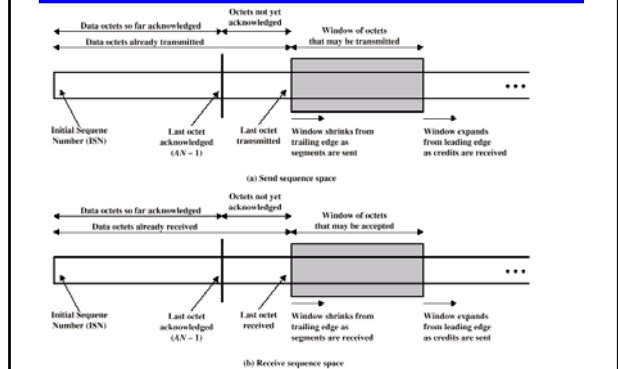 Octets not yet
acknowledged
Data octets so far acknowledged
Window of octets
that may be transmitted
Data octets already transmitted
•••
Initial Sequene
Number (ISN)
Last octet
acknowledged
(AN – 1)
Last octet
transmitted
Window shrinks from
trailing edge as
segments are sent
Window expands
from leading edge
as credits are received
(a) Send sequence space
Octets not yet
acknowledged
Data octets so far acknowledged
Window of octets
that may be accepted
Data octets already received
•••
Initial Sequene
Number (ISN)
Last octet
acknowledged
(AN – 1)
Last octet
received
Window shrinks from
trailing edge as
segments are received
Window expands
from leading edge
as credits are sent
(b) Receive sequence space